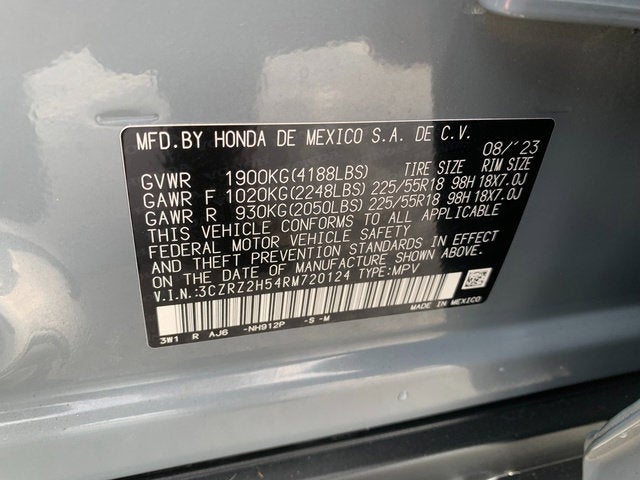 MFD.BY HONDA DE MEXICO S.A. DE C.V. 08/'23
GVWR 1900KG(4188LBS) TIRE SIZE RIM SIZE
GAWR F 1020KG(2248LBS) 225/55R18 98H 18X7.0J
GAWR R 930KG(2050LBS) 225/55R18 98H 18X7.0J
THIS VEHICLE CONFORMS TO ALL APPLICABLE
FEDERAL MOTOR VEHICLE SAFETY
AND THEFT PREVENTION STANDARDS IN EFFECT
ON THE DATE OF MANUFACTURE SHOWN ABOVE.
V.I.N.:3CZRZ2H54RM720124 TYPE:MPV
MADE IN MEXICO
3W1 R AJ6 -NH912P -S -M